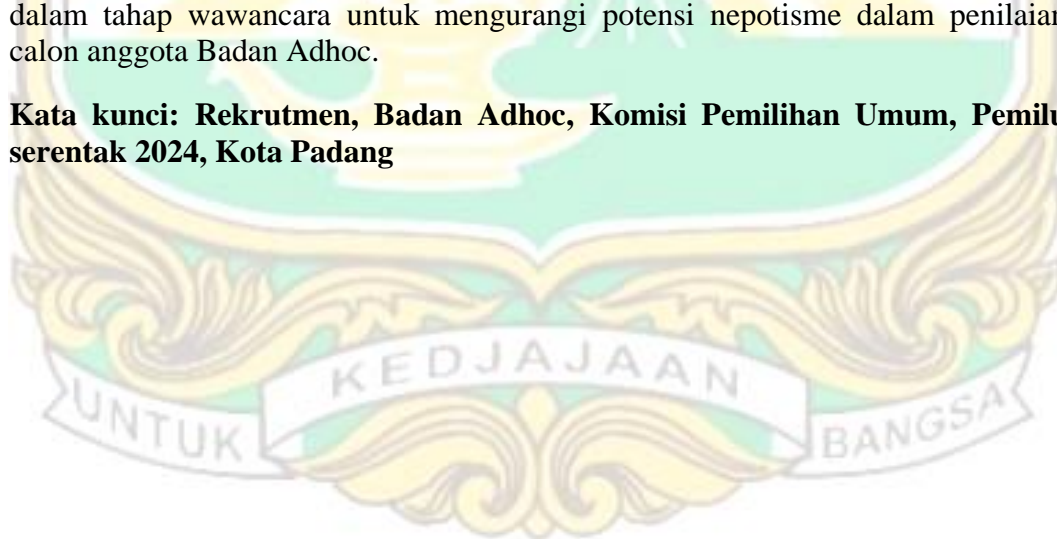 dalam tahap wawancara untuk mengurangi potensi nepotisme dalam penilaian
calon anggota Badan Adhoc.
Kata kunci: Rekrutmen, Badan Adhoc, Komisi Pemilihan Umum, Pemilu
serentak 2024, Kota Padang
UNTUK KEDJAJAAN BANGSA